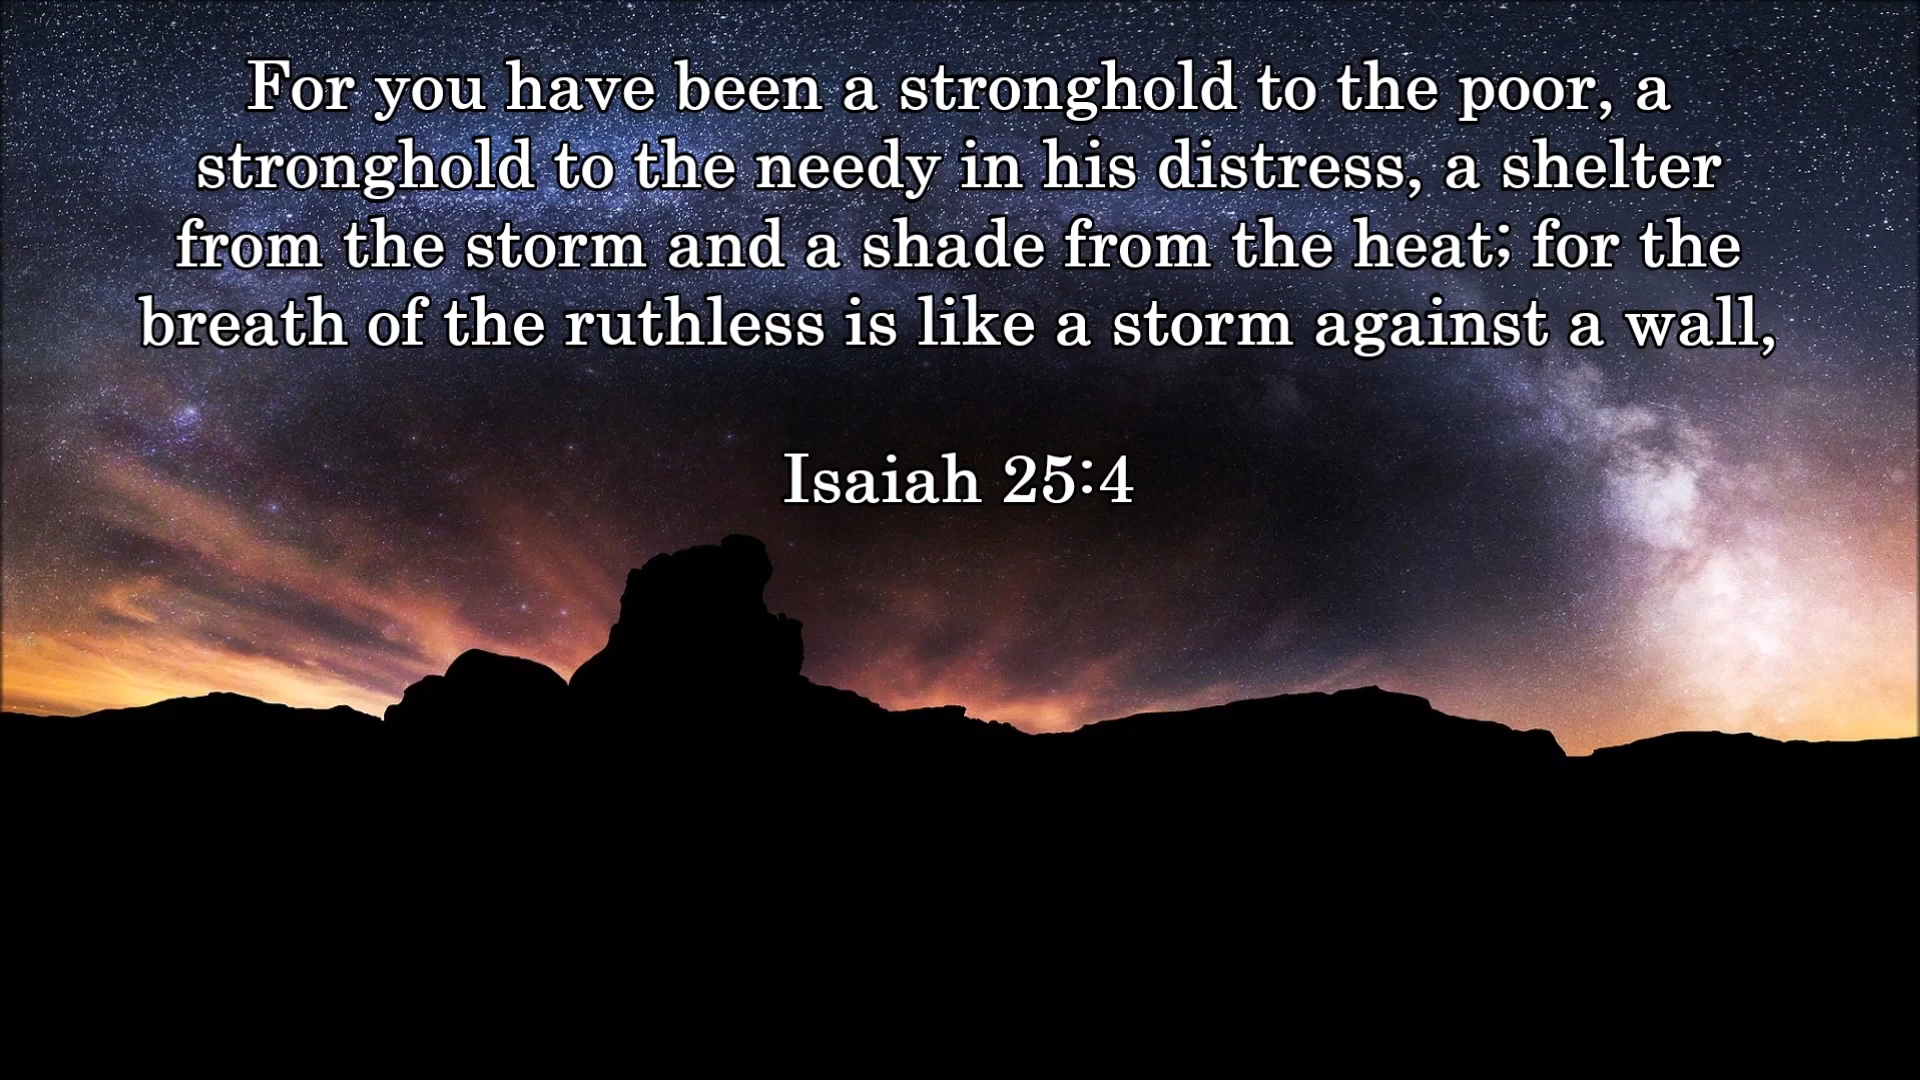 For you have been a stronghold to the poor, a
stronghold to the needy in his distress, a shelter
from the storm and a shade from the heat; for the
breath of the ruthless is like a storm against a wall,
Isaiah 25:4